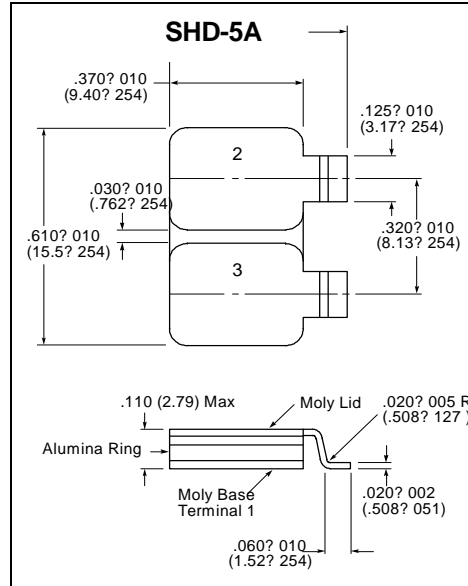 SHD-5A
.370? 010
(9.40? 254)
.125? 010
(3.17? 254)
2
.030? 010
(.762? 254)
.610? 010
(15.5? 254)
.320? 010
(8.13? 254)
3
.110 (2.79) Max
Moly Lid
.020? 005 R
(.508? 127 )
Alumina Ring
Moly Base
Terminal 1
.020? 002
(.508? 051)
.060? 010
(1.52? 254)